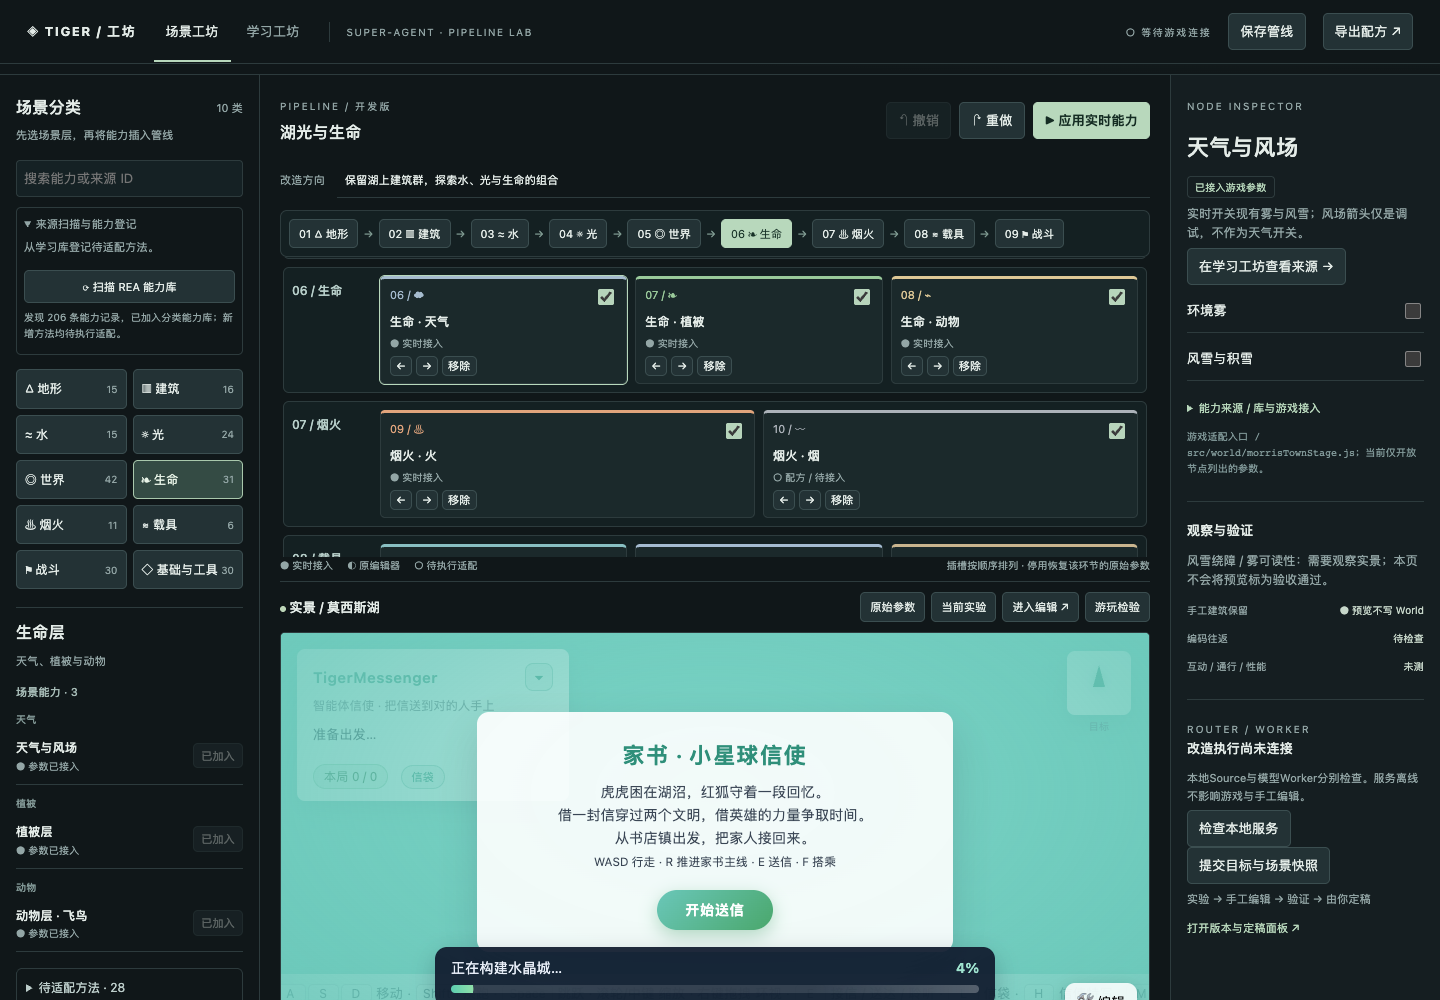 ◈ TIGER / 工坊
场景工坊
学习工坊
SUPER-AGENT · PIPELINE LAB
等待游戏连接
保存管线
导出配方 ↗
场景分类
10 类
先选场景层，再将能力插入管线
搜索能力或来源 ID
▼ 来源扫描与能力登记
从学习库登记待适配方法。
⟳ 扫描 REA 能力库
发现 206 条能力记录，已加入分类能力库；新
增方法均待执行适配。
地形 15
建筑 16
≈ 水 15
光 24
◎ 世界 42
生命 31
烟火 11
载具 6
战斗 30
◇ 基础与工具 30
生命层
天气、植被与动物
场景能力 · 3
天气
天气与风场
● 参数已接入
已加入
植被
植被层
● 参数已接入
已加入
动物
动物层 · 飞鸟
● 参数已接入
已加入
▶ 待适配方法 · 28
PIPELINE / 开发版
湖光与生命
撤销
重做
▶ 应用实时能力
改造方向
保留湖上建筑群，探索水、光与生命的组合
01 地形 →
02 建筑 →
03 ≈ 水 →
04 光 →
05 ◎ 世界 →
06 生命 →
07 烟火 →
08 载具 →
09 战斗
06 / 生命
06 /
生命 · 天气
● 实时接入
← → 移除
07 /
生命 · 植被
● 实时接入
← → 移除
08 /
生命 · 动物
● 实时接入
← → 移除
07 / 烟火
09 /
烟火 · 火
● 实时接入
← → 移除
10 /
烟火 · 烟
○ 配方 / 待接入
← → 移除
08 / 载具
● 实时接入
◐ 原编辑器
○ 待执行适配
插槽按顺序排列 · 停用恢复该环节的原始参数
● 实景 / 莫西斯湖
原始参数
当前实验
进入编辑 ↗
游玩检验
TigerMessenger
智能体信使 · 把信送到对的人手上
准备出发…
本局 0 / 0
信袋
目标
家书 · 小星球信使
虎虎困在湖沼，红狐守着一段回忆。
借一封信穿过两个文明，借英雄的力量争取时间。
从书店镇出发，把家人接回来。
WASD 行走 · R 推进家书主线 · E 送信 · F 搭乘
开始送信
正在构建水晶城…
4%
A S D 移动 ·
H
编辑
NODE INSPECTOR
天气与风场
已接入游戏参数
实时开关现有雾与风雪；风场箭头仅是调
试，不作为天气开关。
在学习工坊查看来源 →
环境雾
风雪与积雪
▶ 能力来源 / 库与游戏接入
游戏适配入口 /
src/world/morrisTownStage.js；当前仅开放
节点列出的参数。
观察与验证
风雪绕障 / 雾可读性：需要观察实景；本页
不会将预览标为验收通过。
手工建筑保留
● 预览不写 World
编码往返
待检查
互动 / 通行 / 性能
未测
ROUTER / WORKER
改造执行尚未连接
本地Source与模型Worker分别检查。服务离线
不影响游戏与手工编辑。
检查本地服务
提交目标与场景快照
实验 → 手工编辑 → 验证 → 由你定稿
打开版本与定稿面板 ↗